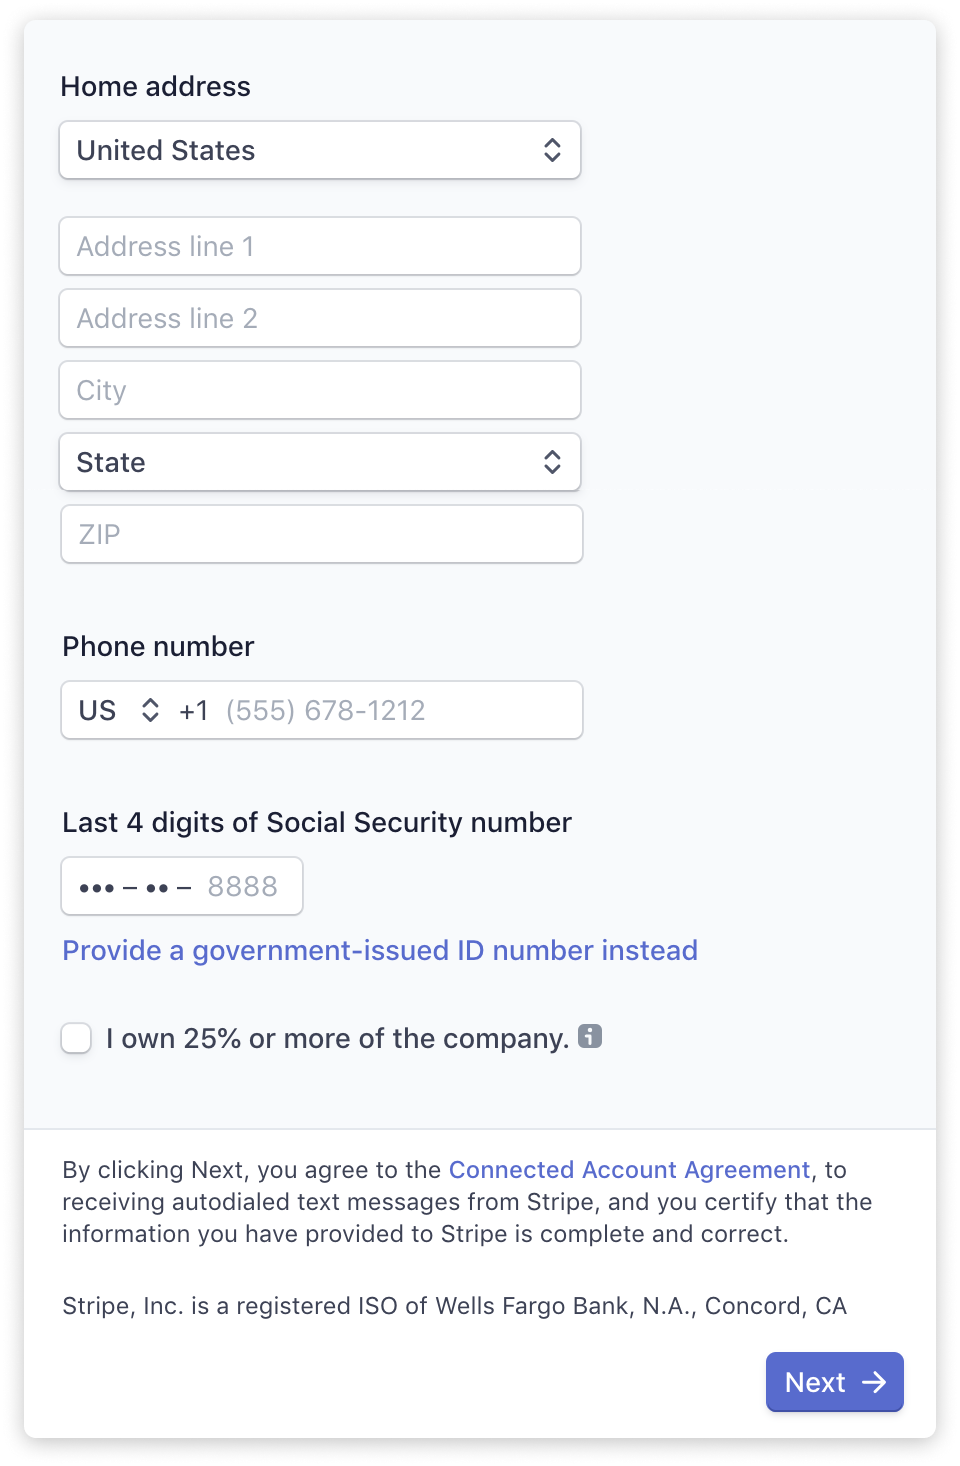 Home address
United States
Address line 1
Address line 2
City
State
ZIP
Phone number
US +1 (555) 678-1212
Last 4 digits of Social Security number
••• – •• – 8888
Provide a government-issued ID number instead
I own 25% or more of the company. i
By clicking Next, you agree to the Connected Account Agreement, to
receiving autodialed text messages from Stripe, and you certify that the
information you have provided to Stripe is complete and correct.
Stripe, Inc. is a registered ISO of Wells Fargo Bank, N.A., Concord, CA
Next →